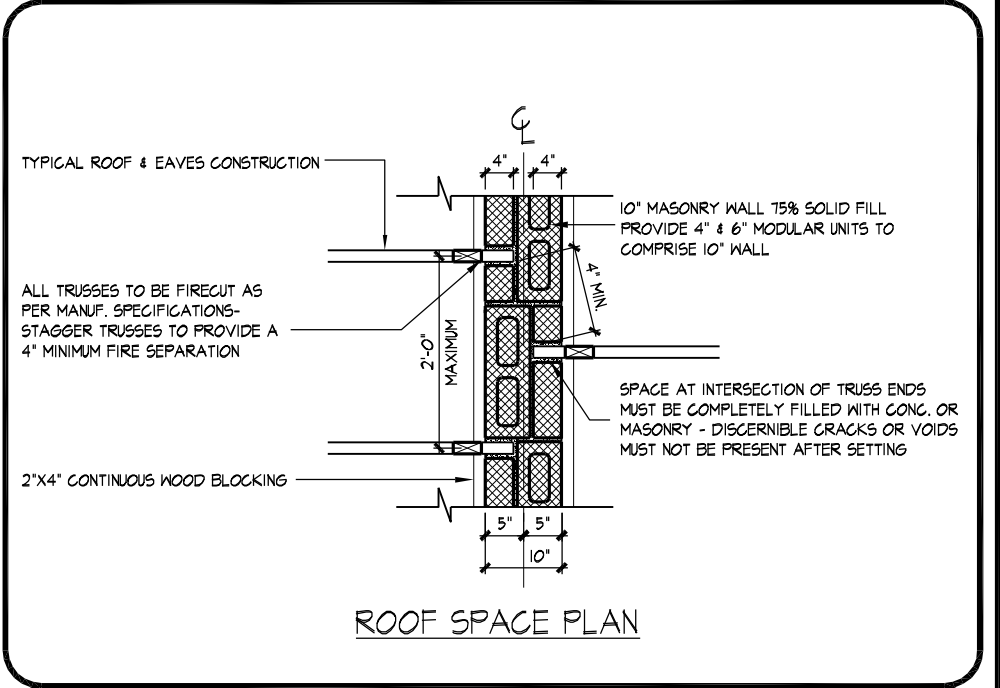 CL
4" 4"
TYPICAL ROOF & EAVES CONSTRUCTION
10" MASONRY WALL 75% SOLID FILL
PROVIDE 4" & 6" MODULAR UNITS TO
COMPRISE 10" WALL
ALL TRUSSES TO BE FIRECUT AS
PER MANUF. SPECIFICATIONS-
STAGGER TRUSSES TO PROVIDE A
4" MINIMUM FIRE SEPARATION
4" MIN.
2'-0"
MAXIMUM
SPACE AT INTERSECTION OF TRUSS ENDS
MUST BE COMPLETELY FILLED WITH CONC. OR
MASONRY - DISCERNIBLE CRACKS OR VOIDS
MUST NOT BE PRESENT AFTER SETTING
2"X4" CONTINUOUS WOOD BLOCKING
5" 5"
10"
ROOF SPACE PLAN